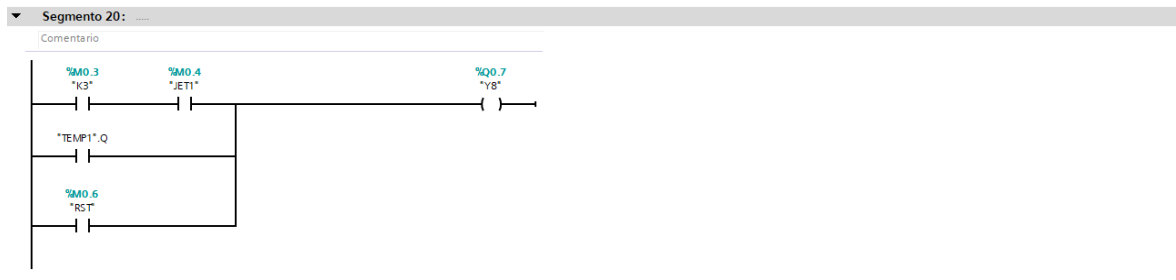 Segmento 20: .....
Comentario
%M0.3 %M0.4 %Q0.7
"K3" "JET1" "Y8"
"TEMP1".Q
%M0.6
"RST"